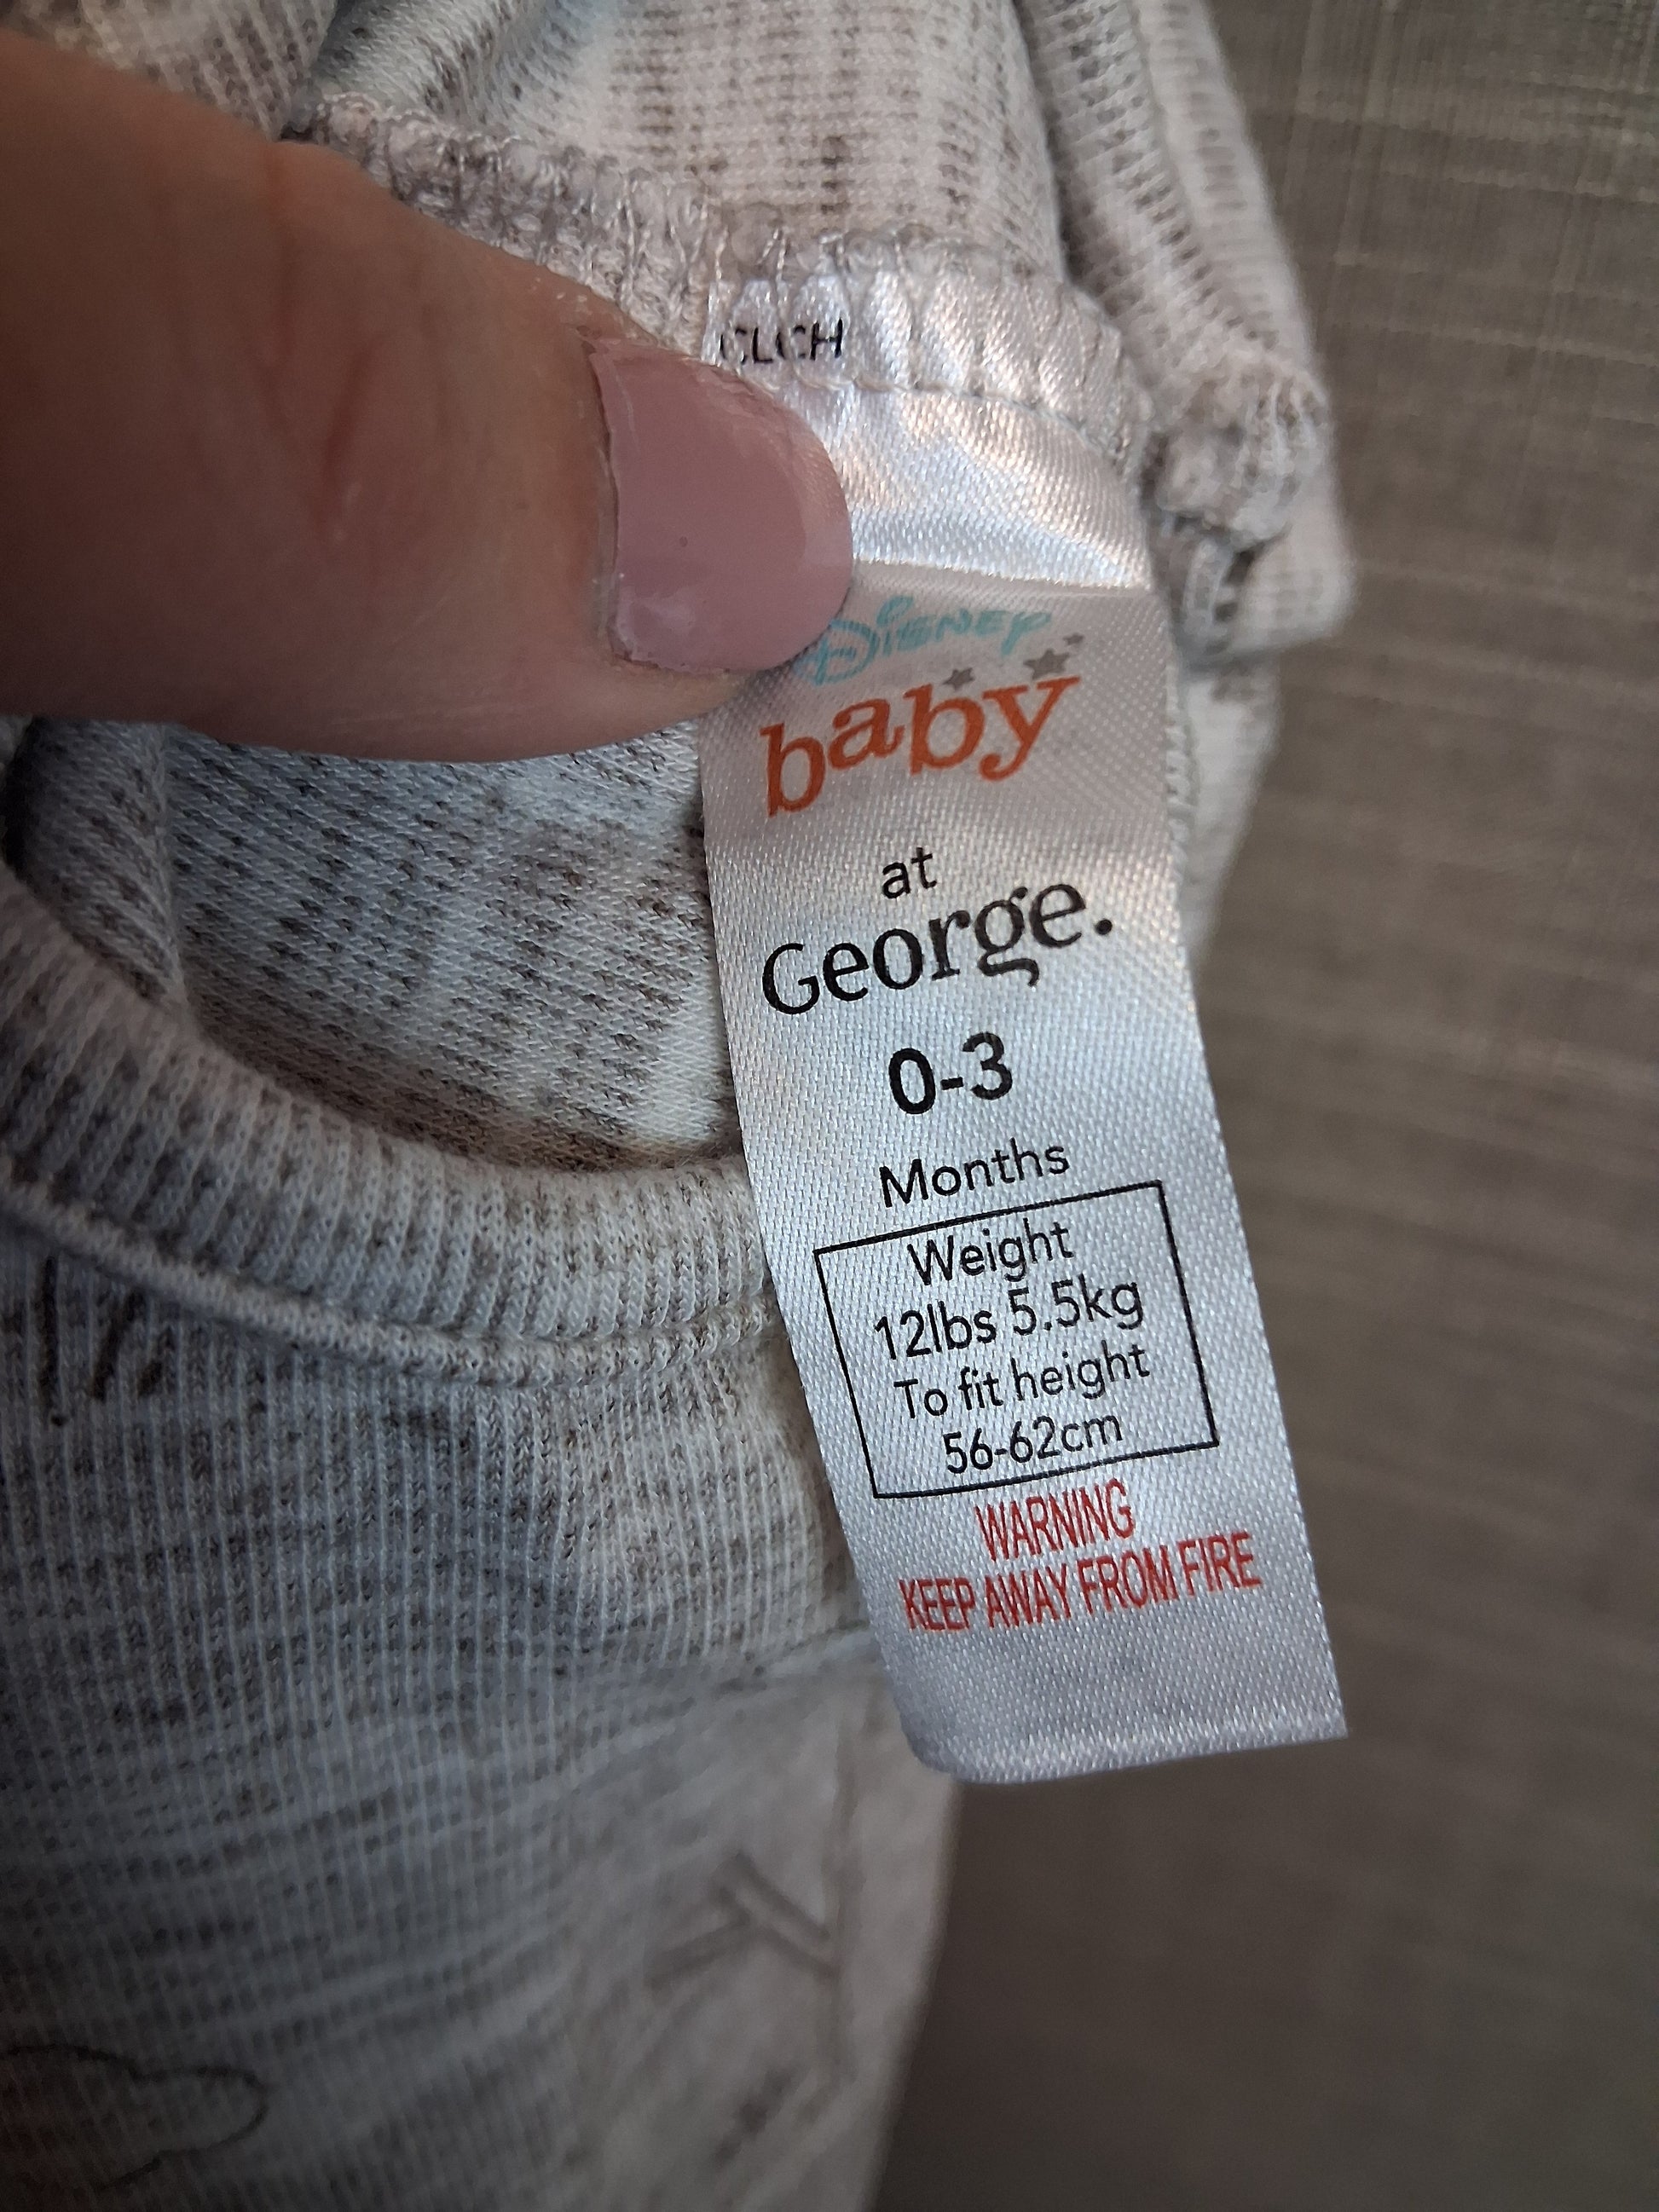 Disney
baby
at
George.
0-3
Months
Weight
12lbs 5.5kg
To fit height
56-62cm
WARNING
KEEP AWAY FROM FIRE